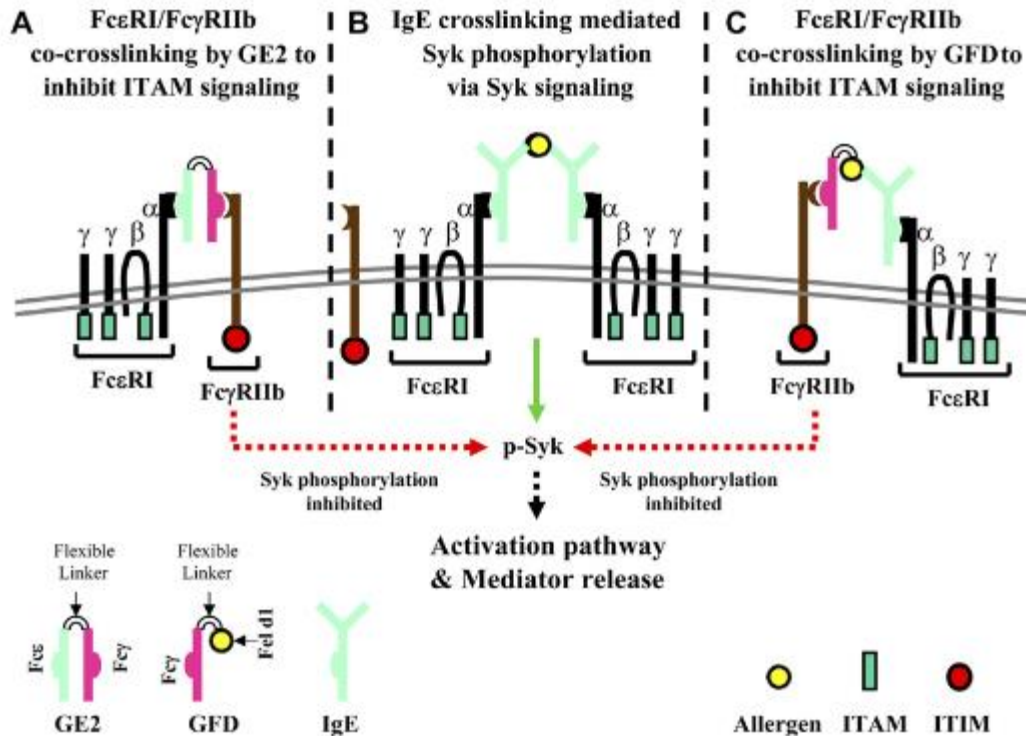 A
FcεRI/FcγRIIb
co-crosslinking by GE2 to
inhibit ITAM signaling
B
IgE crosslinking mediated
Syk phosphorylation
via Syk signaling
C
FcεRI/FcγRIIb
co-crosslinking by GFD to
inhibit ITAM signaling
γ γ β α
FcεRI
FcγRIIb
γ γ β α
FcεRI
α β γ γ
FcεRI
α β γ γ
FcγRIIb
FcεRI
p-Syk
Syk phosphorylation
inhibited
Syk phosphorylation
inhibited
Activation pathway
& Mediator release
Flexible
Linker
Fcε
Fcγ
GE2
Flexible
Linker
Fcγ
Fel d1
GFD
IgE
Allergen
ITAM
ITIM